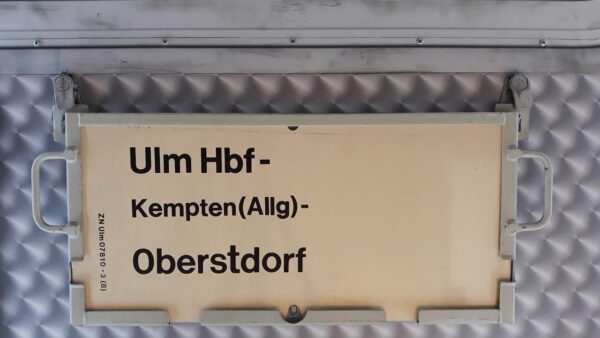 Ulm Hbf -
Kempten (Allg) -
Oberstdorf
ZN Ulm 07810 - 3 (8)